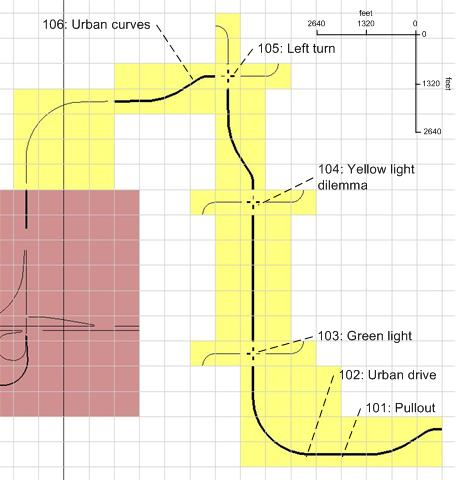 feet
2640 1320 0
0
106: Urban curves
105: Left turn
1320
feet
2640
104: Yellow light
dilemma
103: Green light
102: Urban drive
101: Pullout